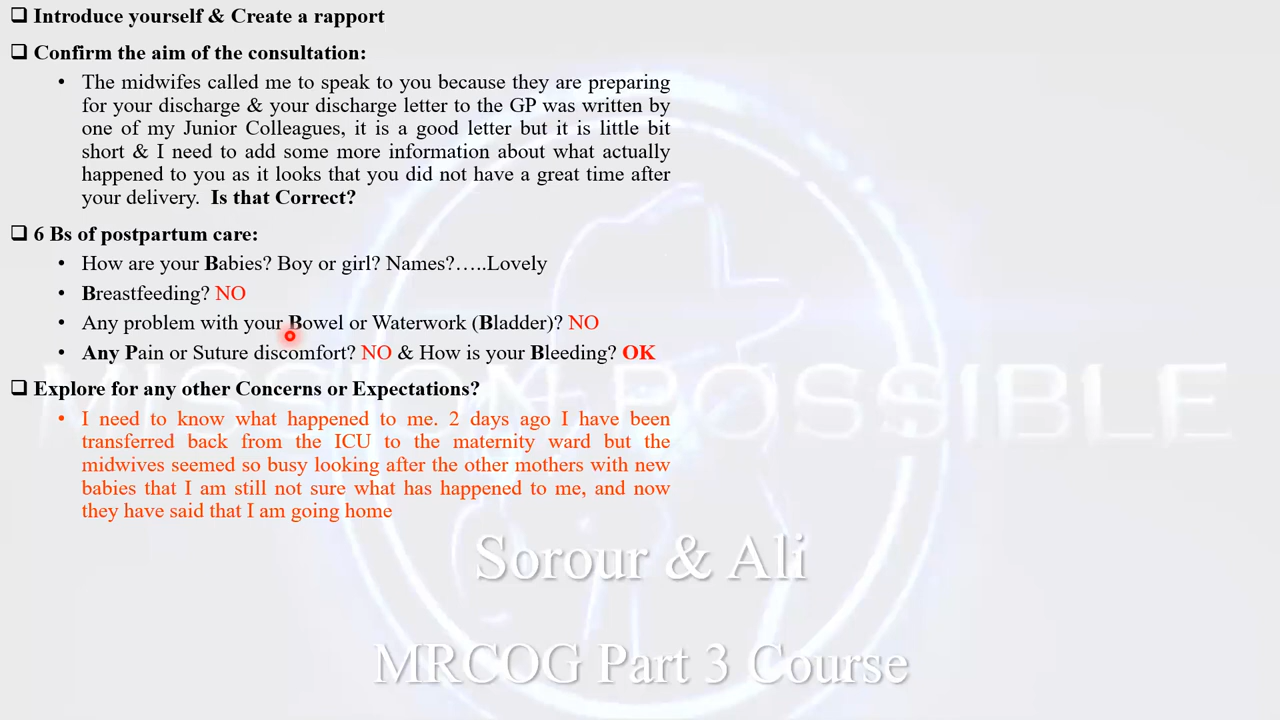 ❑ Introduce yourself & Create a rapport
❑ Confirm the aim of the consultation:
• The midwifes called me to speak to you because they are preparing
for your discharge & your discharge letter to the GP was written by
one of my Junior Colleagues, it is a good letter but it is little bit
short & I need to add some more information about what actually
happened to you as it looks that you did not have a great time after
your delivery. Is that Correct?
❑ 6 Bs of postpartum care:
• How are your Babies? Boy or girl? Names?…..Lovely
• Breastfeeding? NO
• Any problem with your Bowel or Waterwork (Bladder)? NO
• Any Pain or Suture discomfort? NO & How is your Bleeding? OK
❑ Explore for any other Concerns or Expectations?
• I need to know what happened to me. 2 days ago I have been
transferred back from the ICU to the maternity ward but the
midwives seemed so busy looking after the other mothers with new
babies that I am still not sure what has happened to me, and now
they have said that I am going home
MISSION POSSIBLE
Sorour & Ali
MRCOG Part 3 Course